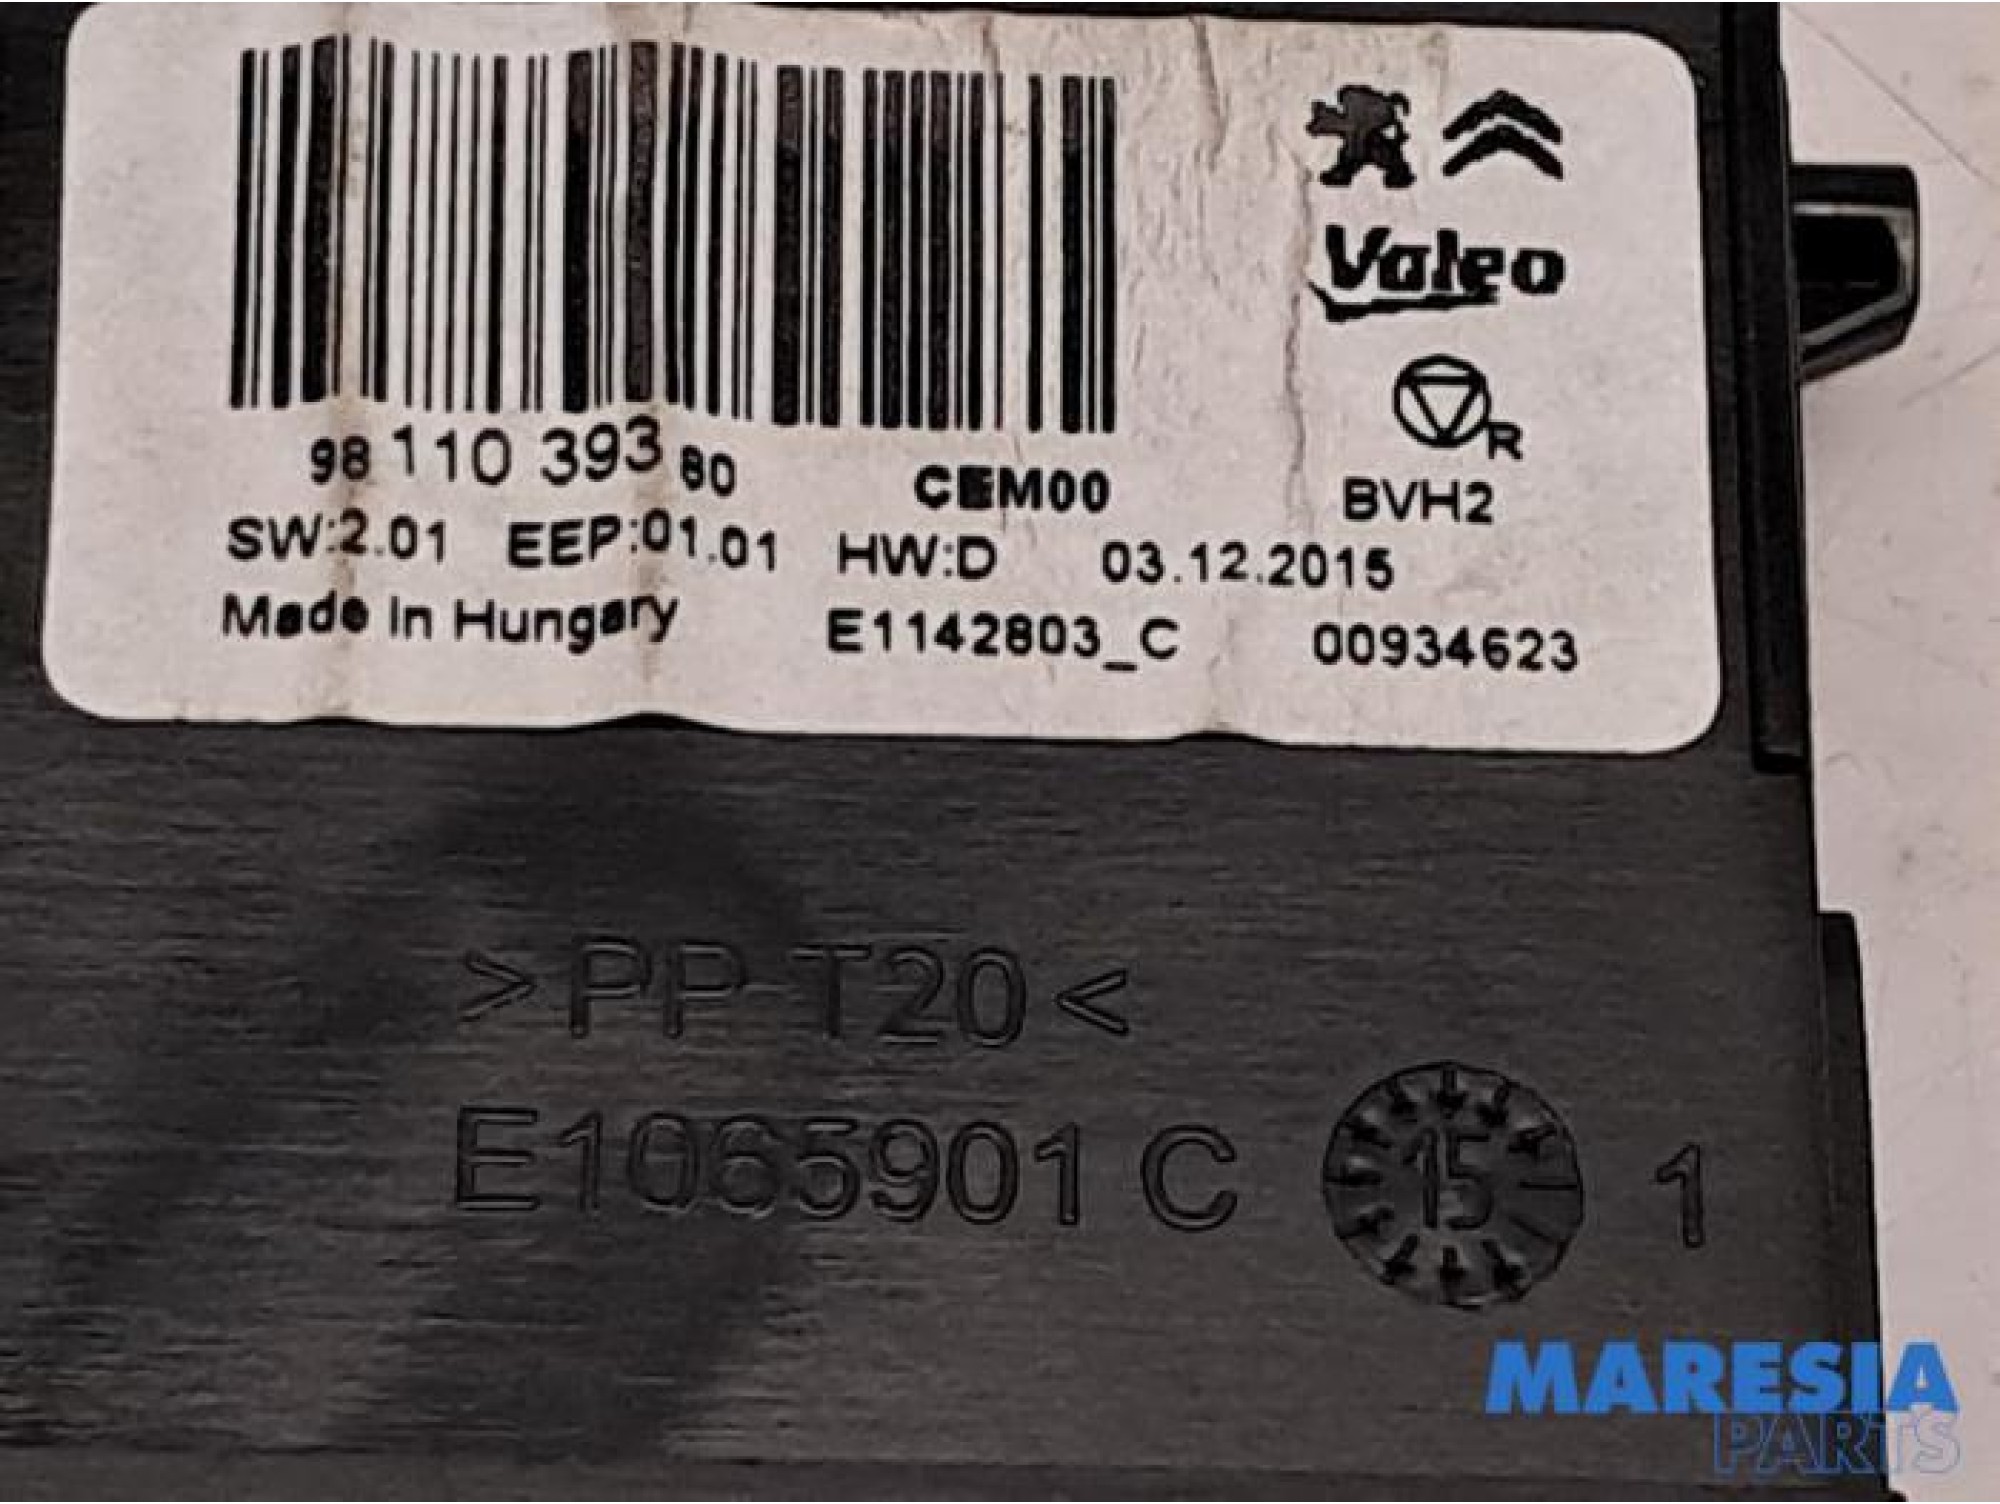 Valeo
R
98 110 393 80
CEM00
BVH2
SW:2.01 EEP:01.01 HW:D 03.12.2015
Made In Hungary E1142803_C 00934623
>PP T20<
E1065901 C 15 1
MARESIA
PARTS